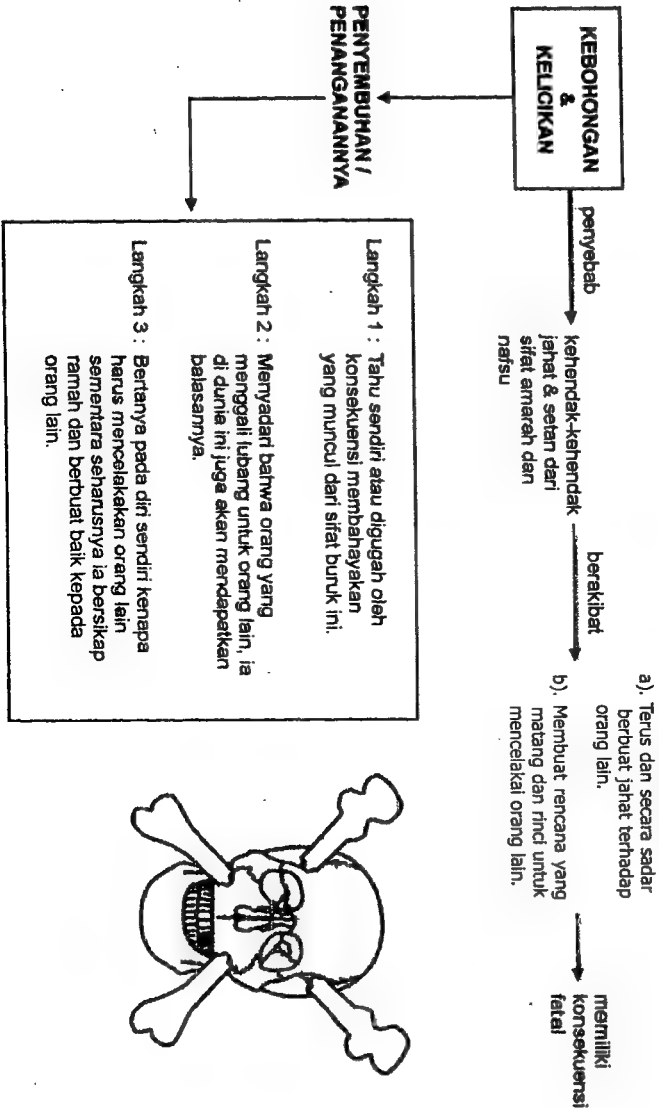 KEBOHONGAN
&
KELICIKAN
penyebab
kehendak-kehendak
jahat & setan dari
sifat amarah dan
nafsu
berakibat
a). Terus dan secara sadar
berbuat jahat terhadap
orang lain.
b). Membuat rencana yang
matang dan rinci untuk
mencelakai orang lain.
memiliki
konsekuensi
fatal
PENYEMBUHAN /
PENANGANANNYA
Langkah 1 : Tahu sendiri atau digugah oleh
konsekuensi membahayakan
yang muncul dari sifat buruk ini.
Langkah 2 : Menyadari bahwa orang yang
menggali lubang untuk orang lain, ia
di dunia ini juga akan mendapatkan
balasannya.
Langkah 3 : Bertanya pada diri sendiri kenapa
harus mencelakakan orang lain
sementara seharusnya ia bersikap
ramah dan berbuat baik kepada
orang lain.